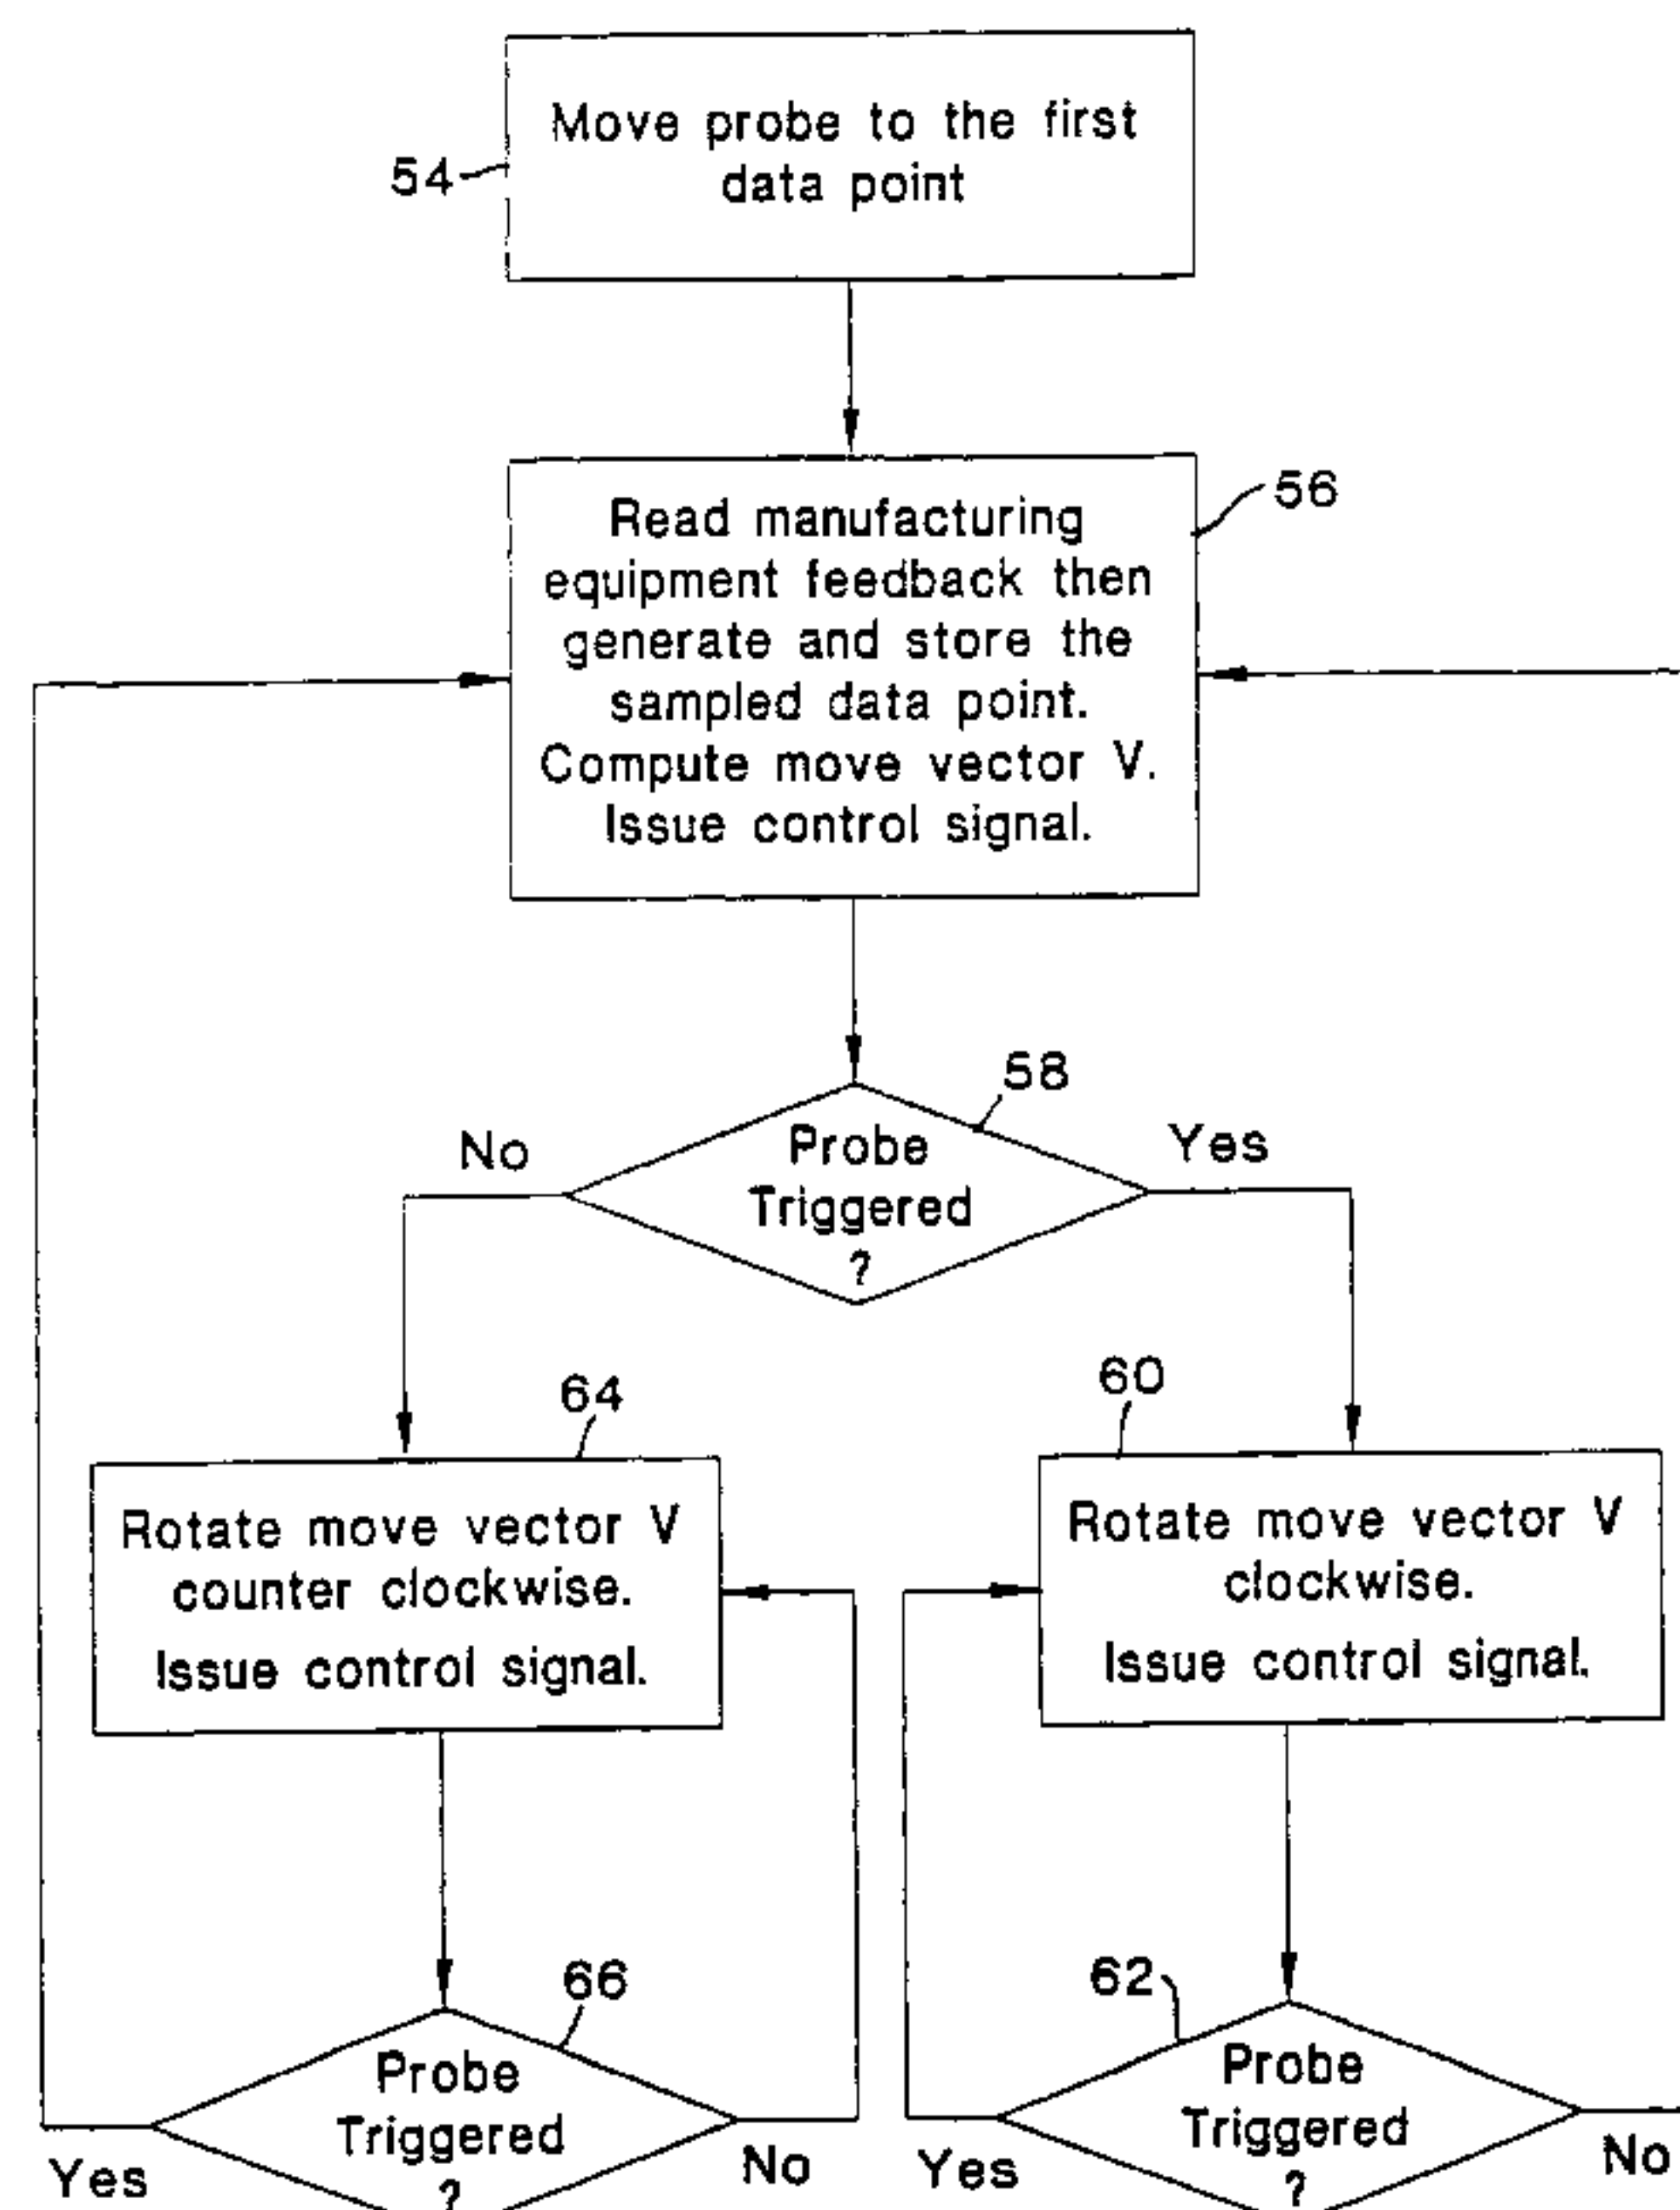 Move probe to the first
data point
54
Read manufacturing
equipment feedback then
generate and store the
sampled data point.
Compute move vector V.
Issue control signal.
56
58
No
Probe
Triggered
?
Yes
64
Rotate move vector V
counter clockwise.
Issue control signal.
60
Rotate move vector V
clockwise.
Issue control signal.
66
Probe
Triggered
?
Yes
No
62
Probe
Triggered
?
Yes
No